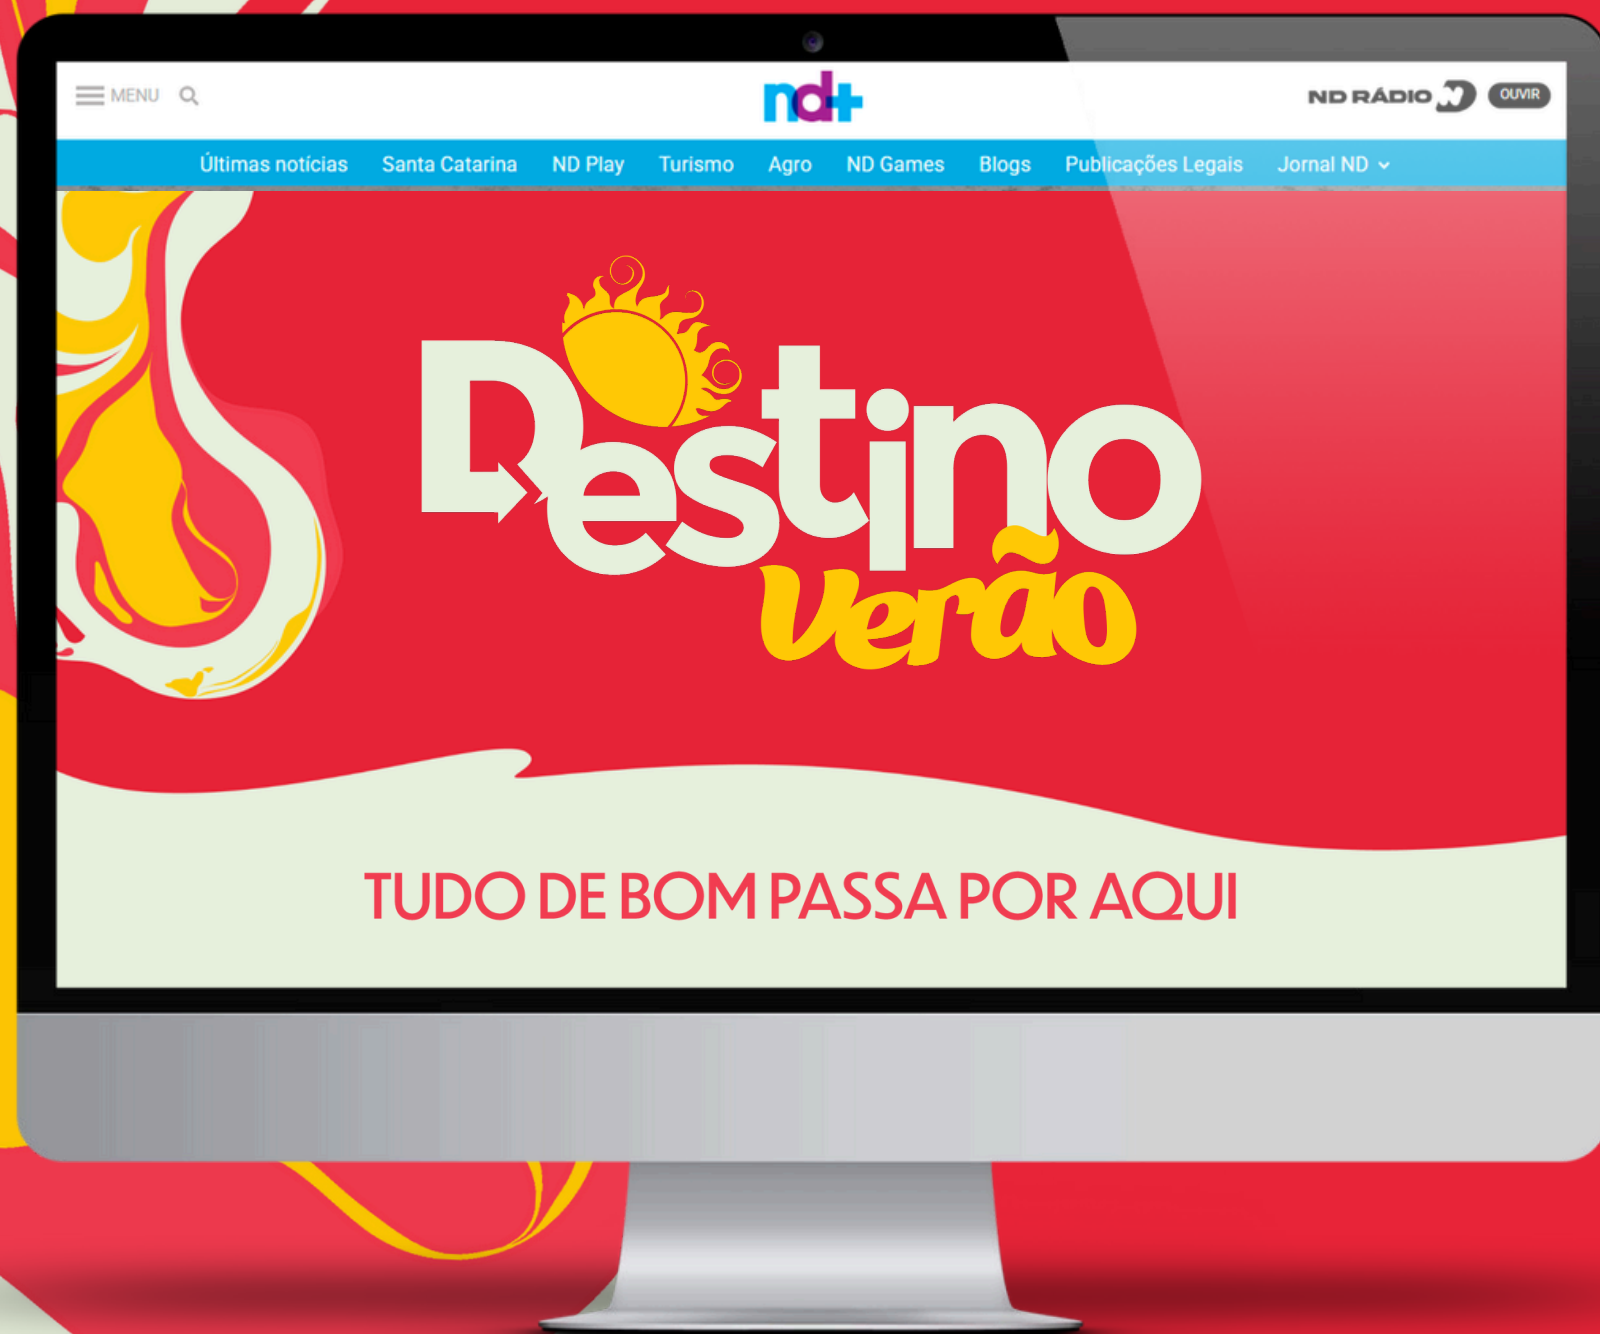 MENU
nd+
ND RÁDIO N OUVIR
Últimas notícias Santa Catarina ND Play Turismo Agro ND Games Blogs Publicações Legais Jornal ND
Destino
Verão
TUDO DE BOM PASSA POR AQUI